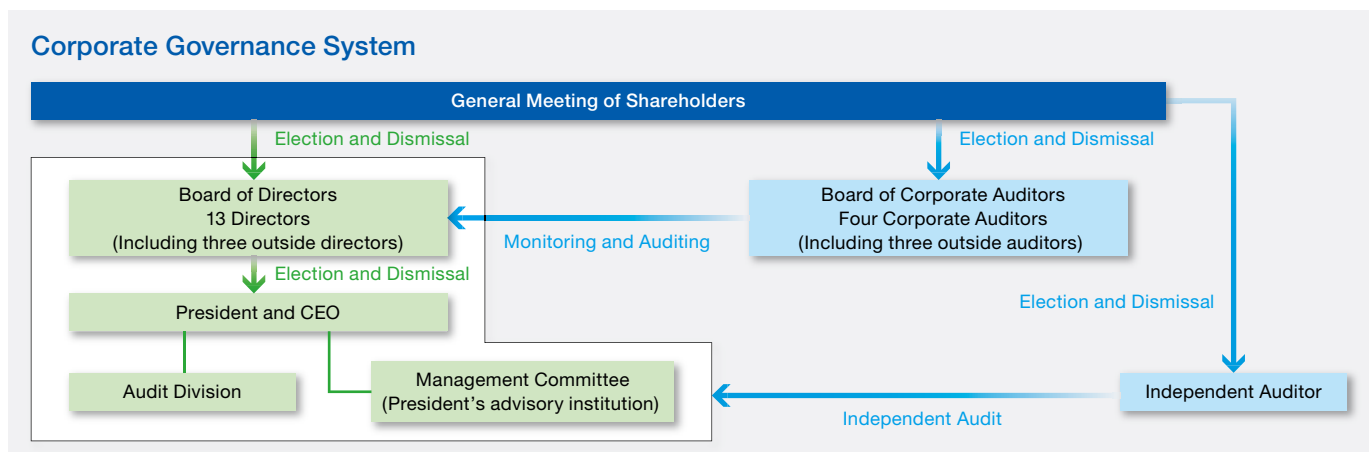 Corporate Governance System
General Meeting of Shareholders
Election and Dismissal
Election and Dismissal
Board of Directors
13 Directors
(Including three outside directors)
Monitoring and Auditing
Board of Corporate Auditors
Four Corporate Auditors
(Including three outside auditors)
Election and Dismissal
Election and Dismissal
President and CEO
Audit Division
Management Committee
(President’s advisory institution)
Independent Audit
Independent Auditor